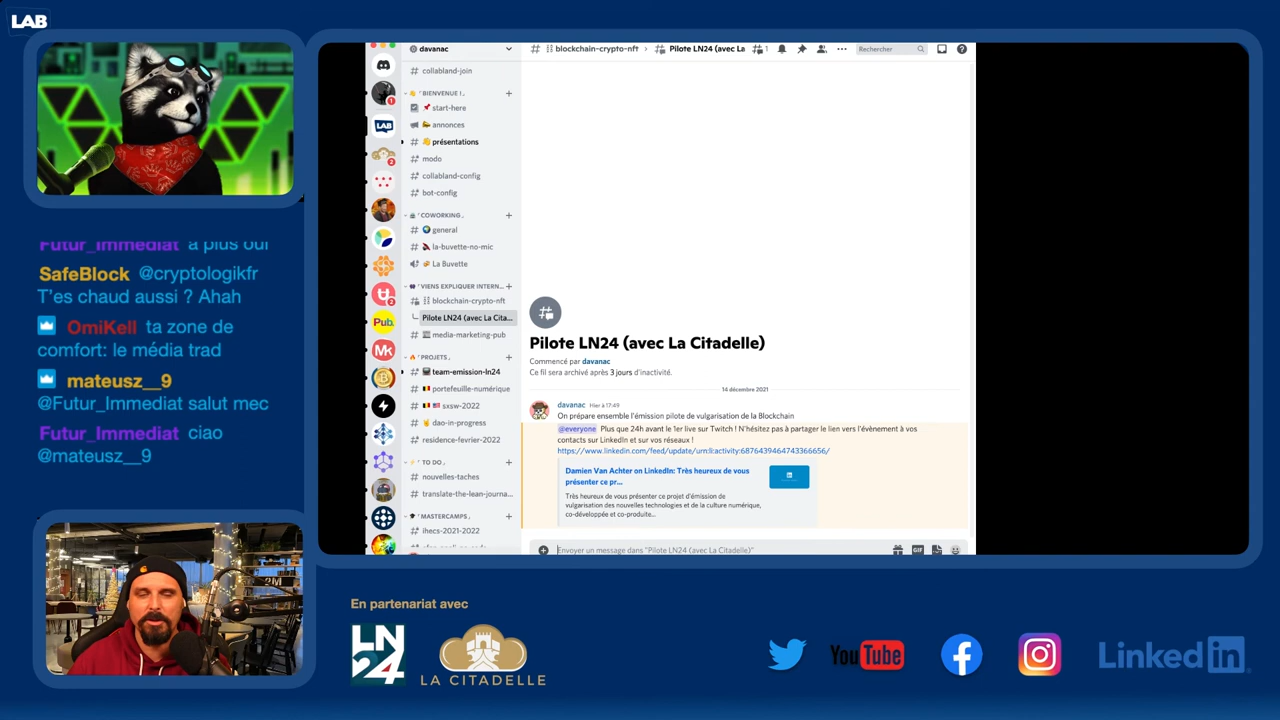 LAB
Futur_Immediat à plus oui
SafeBlock @cryptologikfr
T'es chaud aussi ? Ahah
OmiKell ta zone de
comfort: le média trad
mateusz__9
@Futur_Immediat salut mec
Futur_Immediat ciao
@mateusz__9
davanac
collabland-join
BIENVENUE !
start-here
annonces
présentations
modo
collabland-config
bot-config
COWORKING
general
la-buvette-no-mic
La Buvette
VIENS EXPLIQUER INTERN...
blockchain-crypto-nft
Pilote LN24 (avec La Cita...
media-marketing-pub
PROJETS
team-emission-ln24
portefeuille-numérique
sxsw-2022
dao-in-progress
residence-fevrier-2022
TO DO
nouvelles-taches
translate-the-lean-journa...
MASTERCAMPS
ihecs-2021-2022
LAB
Pub.
Mk
blockchain-crypto-nft > Pilote LN24 (avec La
1
Rechercher
Pilote LN24 (avec La Citadelle)
Commencé par davanac
Ce fil sera archivé après 3 jours d'inactivité.
14 décembre 2021
davanac Hier à 17:49
On prépare ensemble l'émission pilote de vulgarisation de la Blockchain
@everyone Plus que 24h avant le 1er live sur Twitch ! N'hésitez pas à partager le lien vers l'évènement à vos
contacts sur LinkedIn et sur vos réseaux !
https://www.linkedin.com/feed/update/urn:li:activity:6876439464743366656/
Damien Van Achter on LinkedIn: Très heureux de vous
présenter ce pr...
Très heureux de vous présenter ce projet d'émission de
vulgarisation des nouvelles technologies et de la culture numérique,
co-développée et co-produite...
Envoyer un message dans "Pilote LN24 (avec La Citadelle)"
GIF
En partenariat avec
LN
24
LA CITADELLE
YouTube
LinkedIn